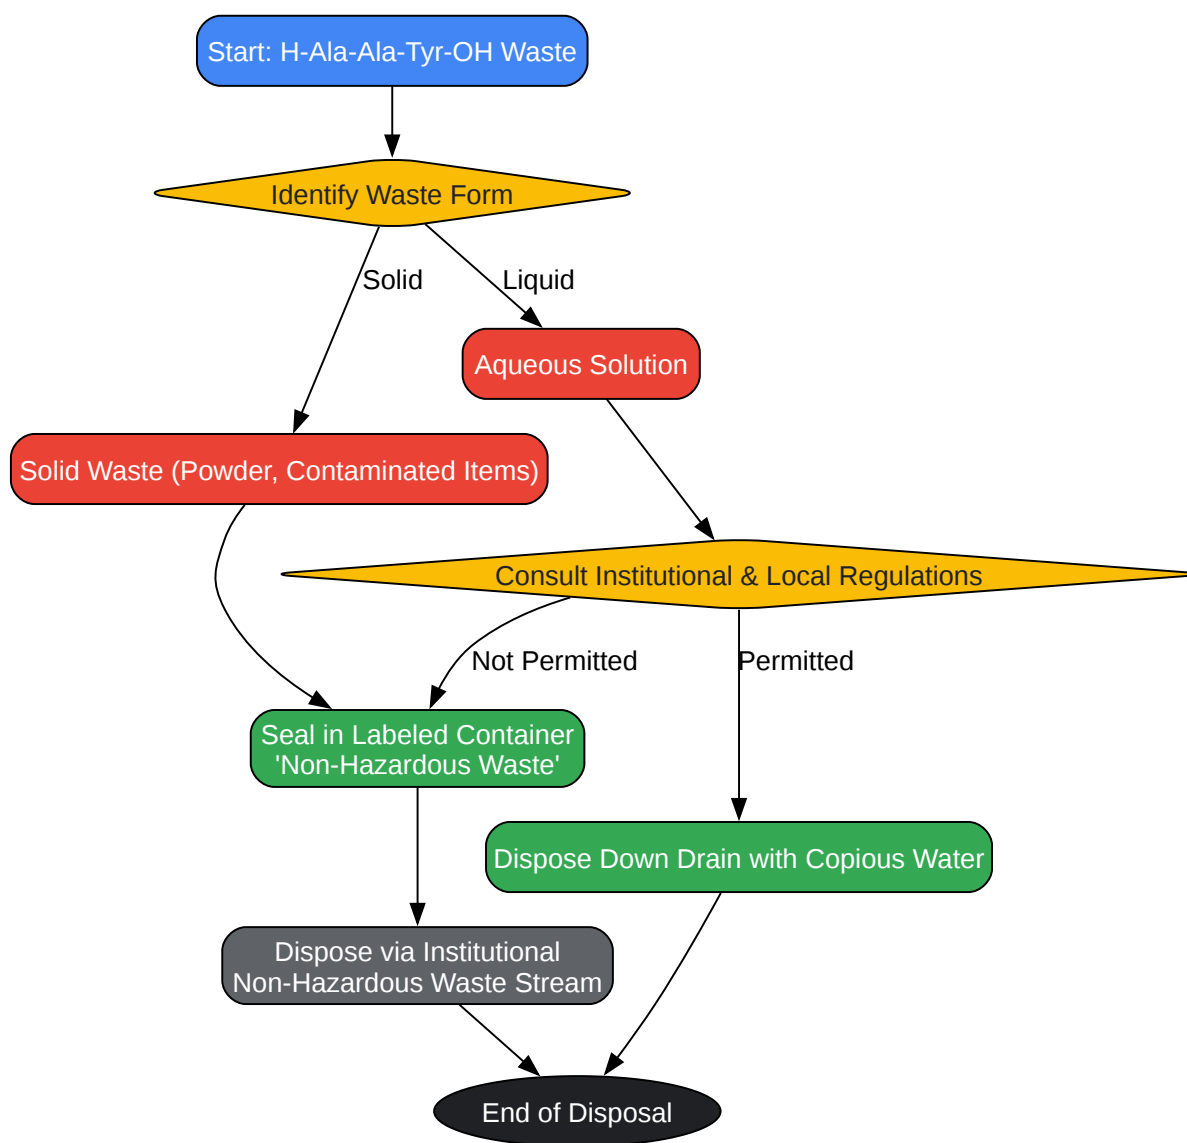 Start: H-Ala-Ala-Tyr-OH Waste
Identify Waste Form
Solid
Liquid
Aqueous Solution
Solid Waste (Powder, Contaminated Items)
Consult Institutional & Local Regulations
Not Permitted
Permitted
Seal in Labeled Container
'Non-Hazardous Waste'
Dispose Down Drain with Copious Water
Dispose via Institutional
Non-Hazardous Waste Stream
End of Disposal